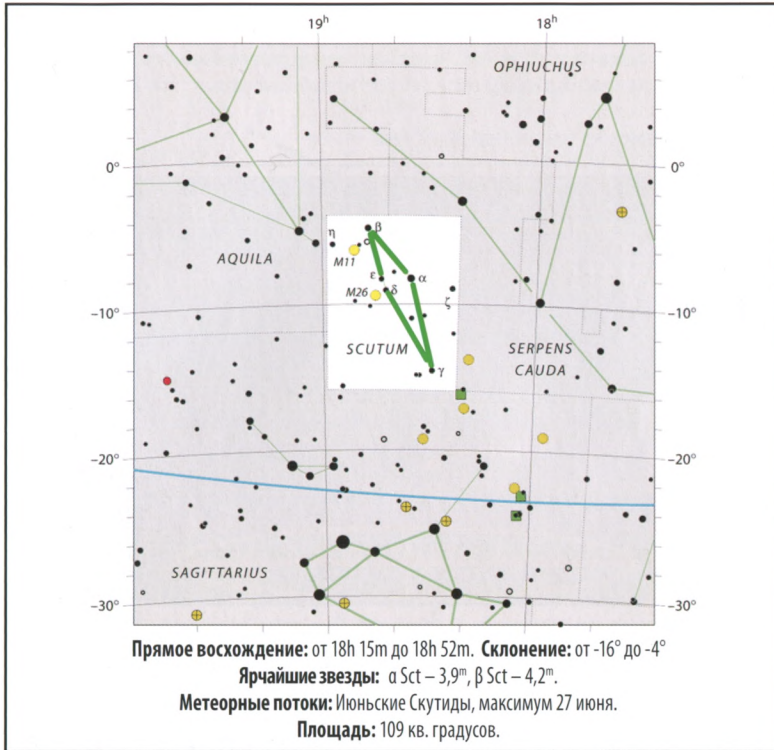 19ʰ 18ʰ
OPHIUCHUS
0° 0°
η β
AQUILA M11
ε α
M26 δ ζ
−10° −10°
SCUTUM SERPENS
CAUDA
γ
−20° −20°
SAGITTARIUS
−30° −30°
Прямое восхождение: от 18h 15m до 18h 52m. Склонение: от -16° до -4°
Ярчайшие звезды: α Sct – 3,9ᵐ, β Sct – 4,2ᵐ.
Метеорные потоки: Июньские Скутиды, максимум 27 июня.
Площадь: 109 кв. градусов.